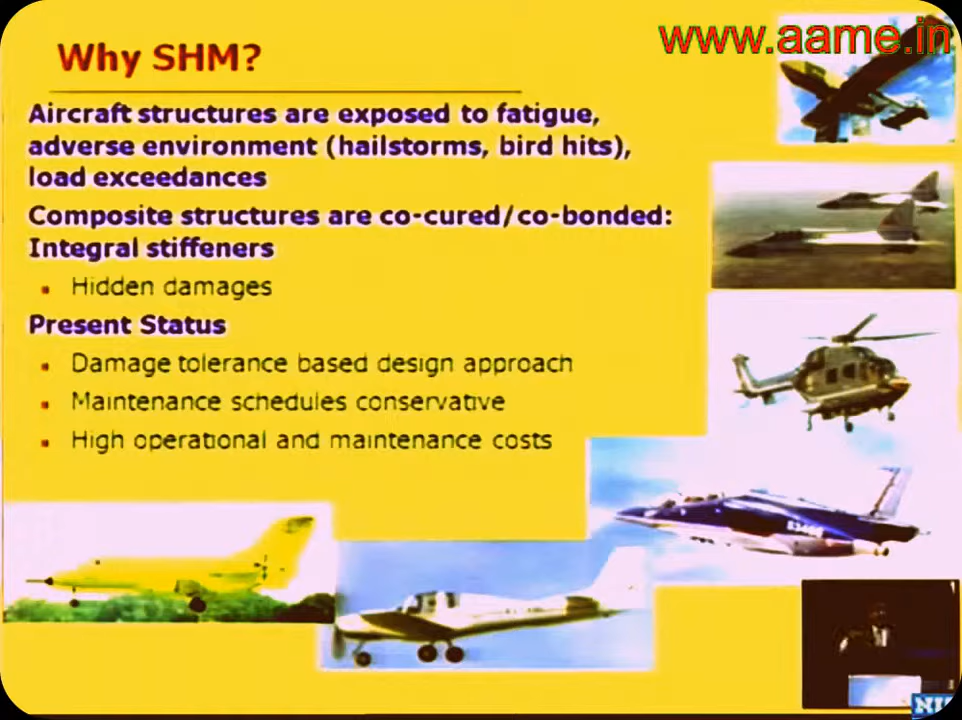 www.aame.in
Why SHM?
Aircraft structures are exposed to fatigue,
adverse environment (hailstorms, bird hits),
load exceedances
Composite structures are co-cured/co-bonded:
Integral stiffeners
Hidden damages
Present Status
Damage tolerance based design approach
Maintenance schedules conservative
High operational and maintenance costs